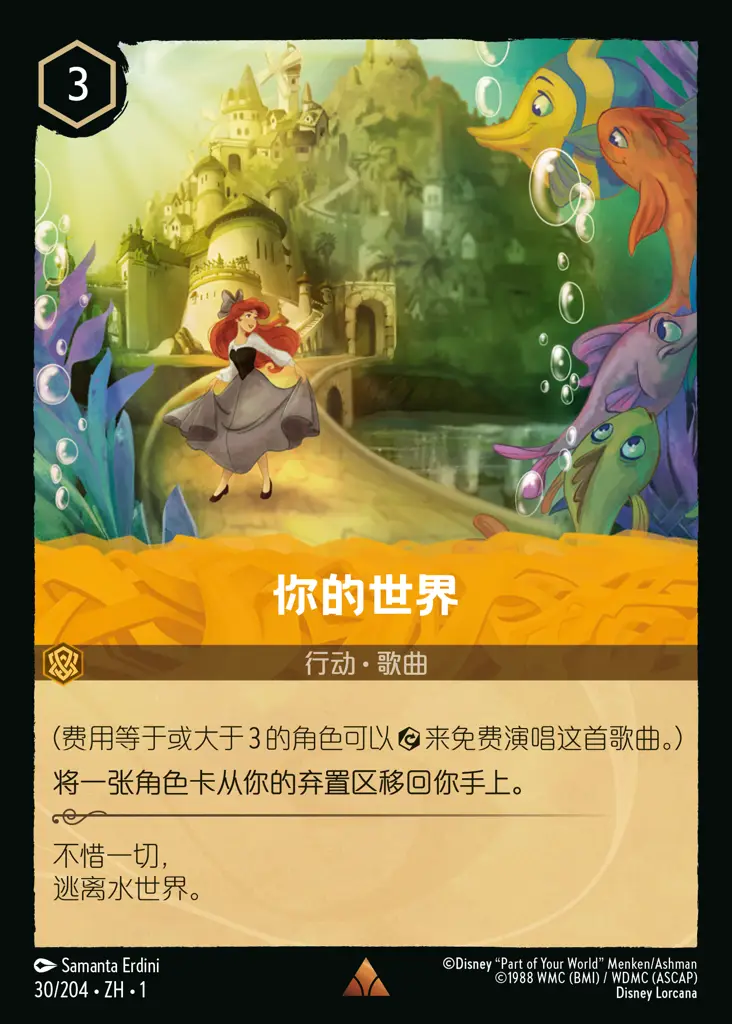 3
你的世界
行动 • 歌曲
(费用等于或大于3的角色可以来免费演唱这首歌曲。)
将一张角色卡从你的弃置区移回你手上。
不惜一切，
逃离水世界。
Samanta Erdini
30/204 • ZH • 1
©Disney “Part of Your World” Menken/Ashman
©1988 WMC (BMI) / WDMC (ASCAP)
Disney Lorcana